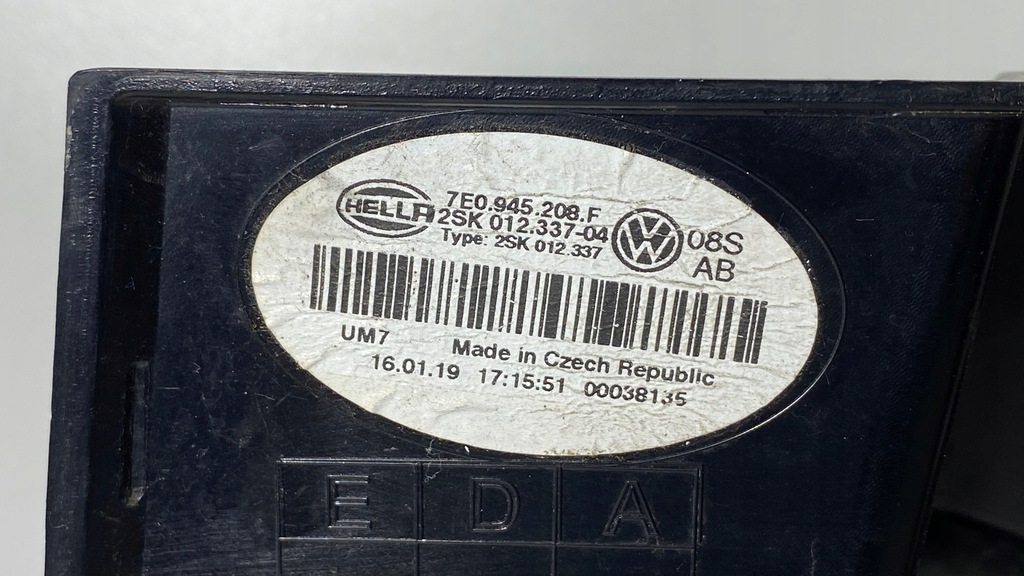 HELLA
7E0.945.208.F
2SK 012.337-04
Type: 2SK 012.337
VW
08S
AB
UM7
Made in Czech Republic
16.01.19 17:15:51 00038135
E D A